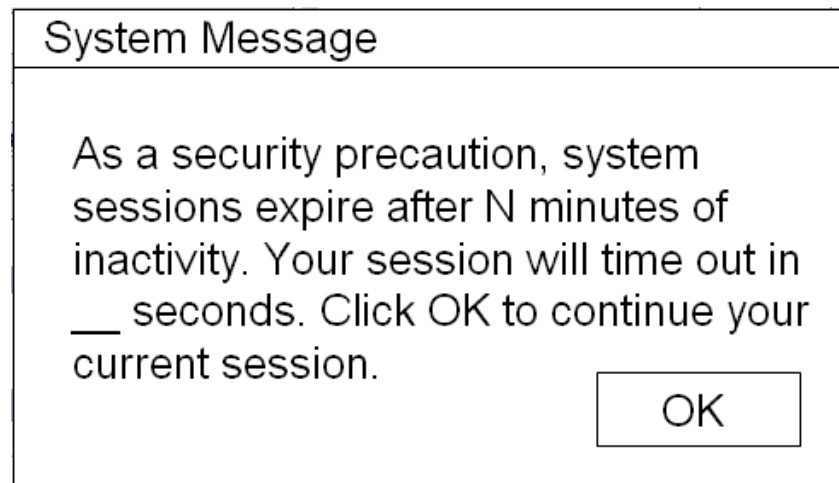 System Message
As a security precaution, system
sessions expire after N minutes of
inactivity. Your session will time out in
__ seconds. Click OK to continue your
current session.
OK